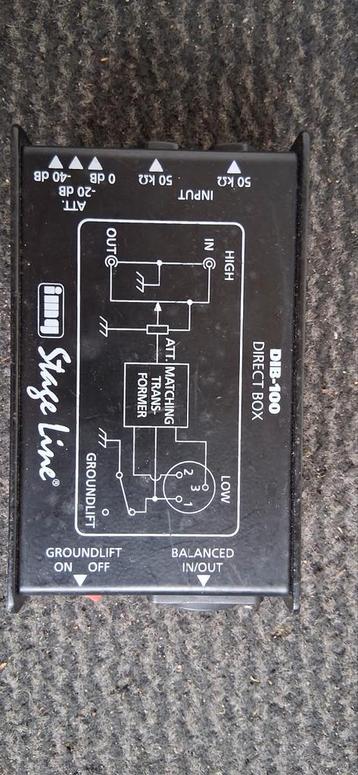 DIB-100
DIRECT BOX
50 kΩ
50 kΩ
INPUT
0 dB
-20 dB
-40 dB
ATT.
HIGH
IN
OUT
ATT.
MATCHING
TRANS-
FORMER
LOW
1
2
3
GROUNDLIFT
BALANCED
IN/OUT
GROUNDLIFT
ON OFF
img
Stage Line®